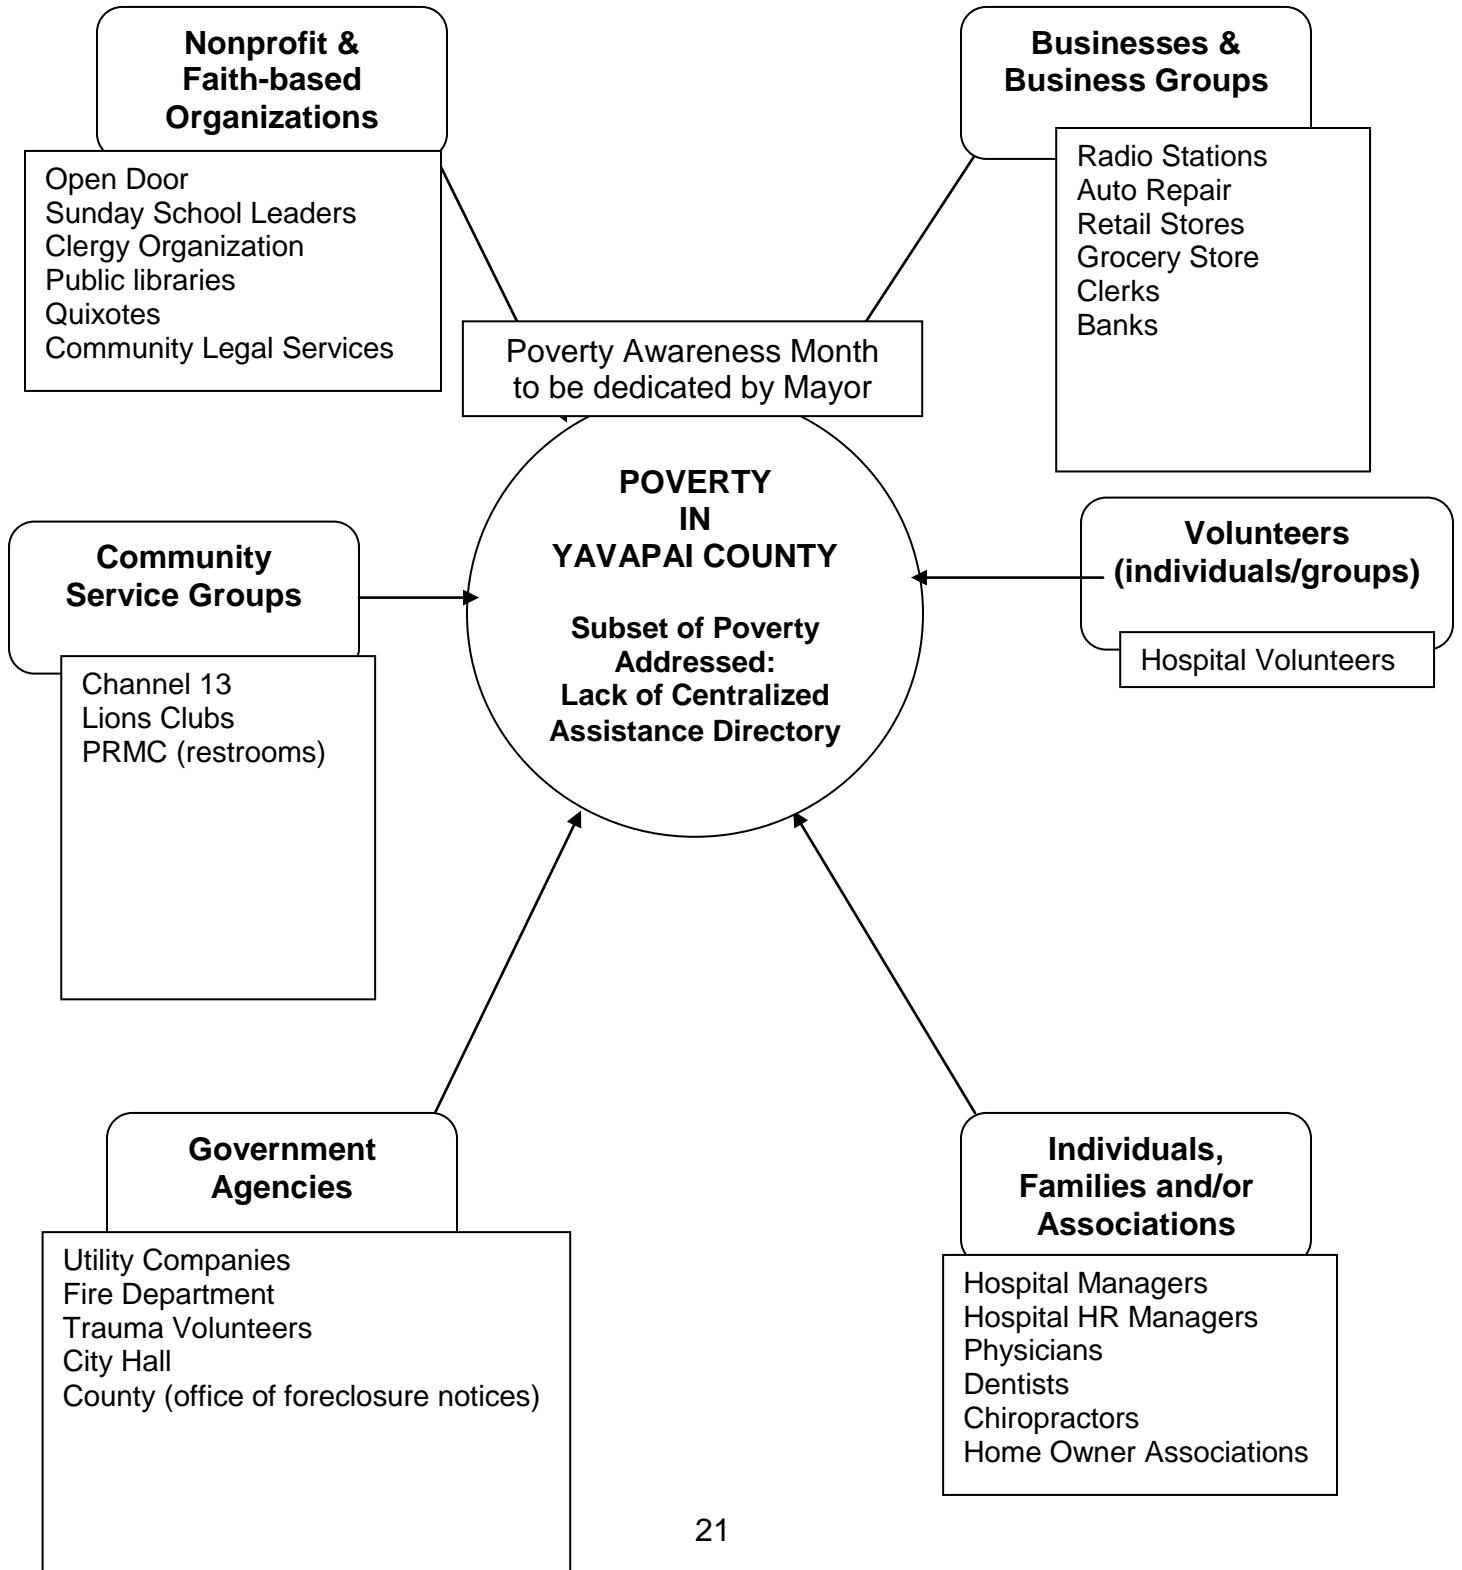 Nonprofit &
Faith-based
Organizations
Open Door
Sunday School Leaders
Clergy Organization
Public libraries
Quixotes
Community Legal Services
Businesses &
Business Groups
Radio Stations
Auto Repair
Retail Stores
Grocery Store
Clerks
Banks
Poverty Awareness Month
to be dedicated by Mayor
POVERTY
IN
YAVAPAI COUNTY
Subset of Poverty
Addressed:
Lack of Centralized
Assistance Directory
Community
Service Groups
Channel 13
Lions Clubs
PRMC (restrooms)
Volunteers
(individuals/groups)
Hospital Volunteers
Government
Agencies
Utility Companies
Fire Department
Trauma Volunteers
City Hall
County (office of foreclosure notices)
Individuals,
Families and/or
Associations
Hospital Managers
Hospital HR Managers
Physicians
Dentists
Chiropractors
Home Owner Associations
21